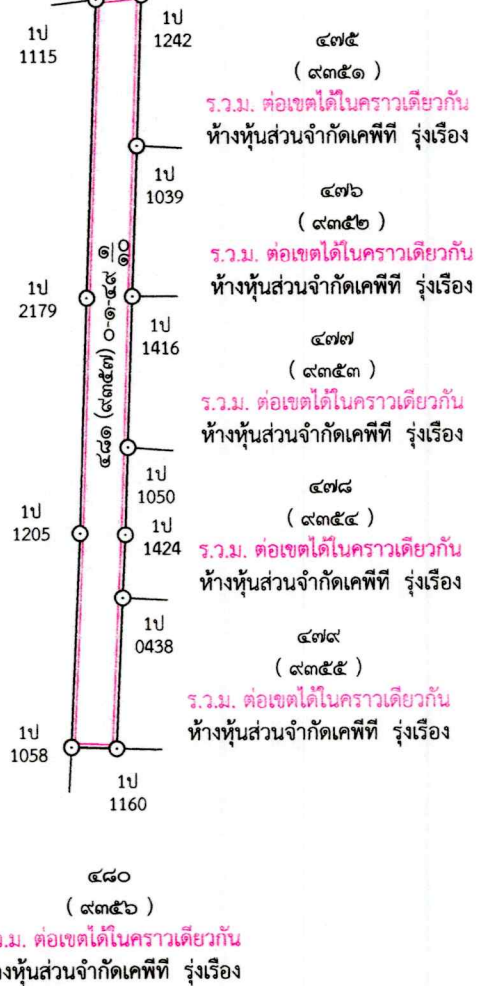 1ป
1115
1ป
1242
๔๗๕
( ๙๓๕๑ )
ร.ว.ม. ต่อเขตได้ในคราวเดียวกัน
ห้างหุ้นส่วนจำกัดเคพีที รุ่งเรือง
1ป
1039
๔๗๖
( ๙๓๕๒ )
ร.ว.ม. ต่อเขตได้ในคราวเดียวกัน
ห้างหุ้นส่วนจำกัดเคพีที รุ่งเรือง
๔๘๑ (๙๓๕๗) ๐-๑-๔๙ ๑/๑๐
1ป
2179
1ป
1416
๔๗๗
( ๙๓๕๓ )
ร.ว.ม. ต่อเขตได้ในคราวเดียวกัน
ห้างหุ้นส่วนจำกัดเคพีที รุ่งเรือง
1ป
1050
๔๗๘
( ๙๓๕๔ )
ร.ว.ม. ต่อเขตได้ในคราวเดียวกัน
ห้างหุ้นส่วนจำกัดเคพีที รุ่งเรือง
1ป
1205
1ป
1424
1ป
0438
๔๗๙
( ๙๓๕๕ )
ร.ว.ม. ต่อเขตได้ในคราวเดียวกัน
ห้างหุ้นส่วนจำกัดเคพีที รุ่งเรือง
1ป
1058
1ป
1160
๔๘๐
( ๙๓๕๖ )
ว.ม. ต่อเขตได้ในคราวเดียวกัน
งหุ้นส่วนจำกัดเคพีที รุ่งเรือง